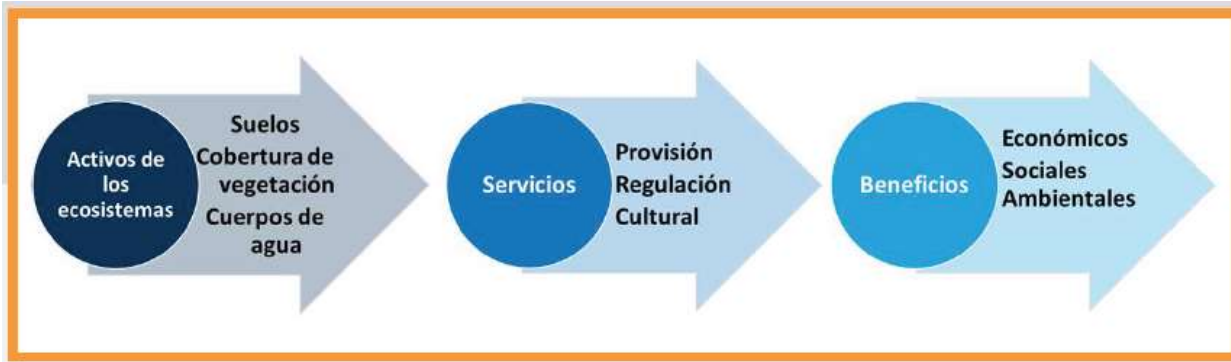 Activos de
los
ecosistemas
Suelos
Cobertura de
vegetación
Cuerpos de
agua
Servicios
Provisión
Regulación
Cultural
Beneficios
Económicos
Sociales
Ambientales